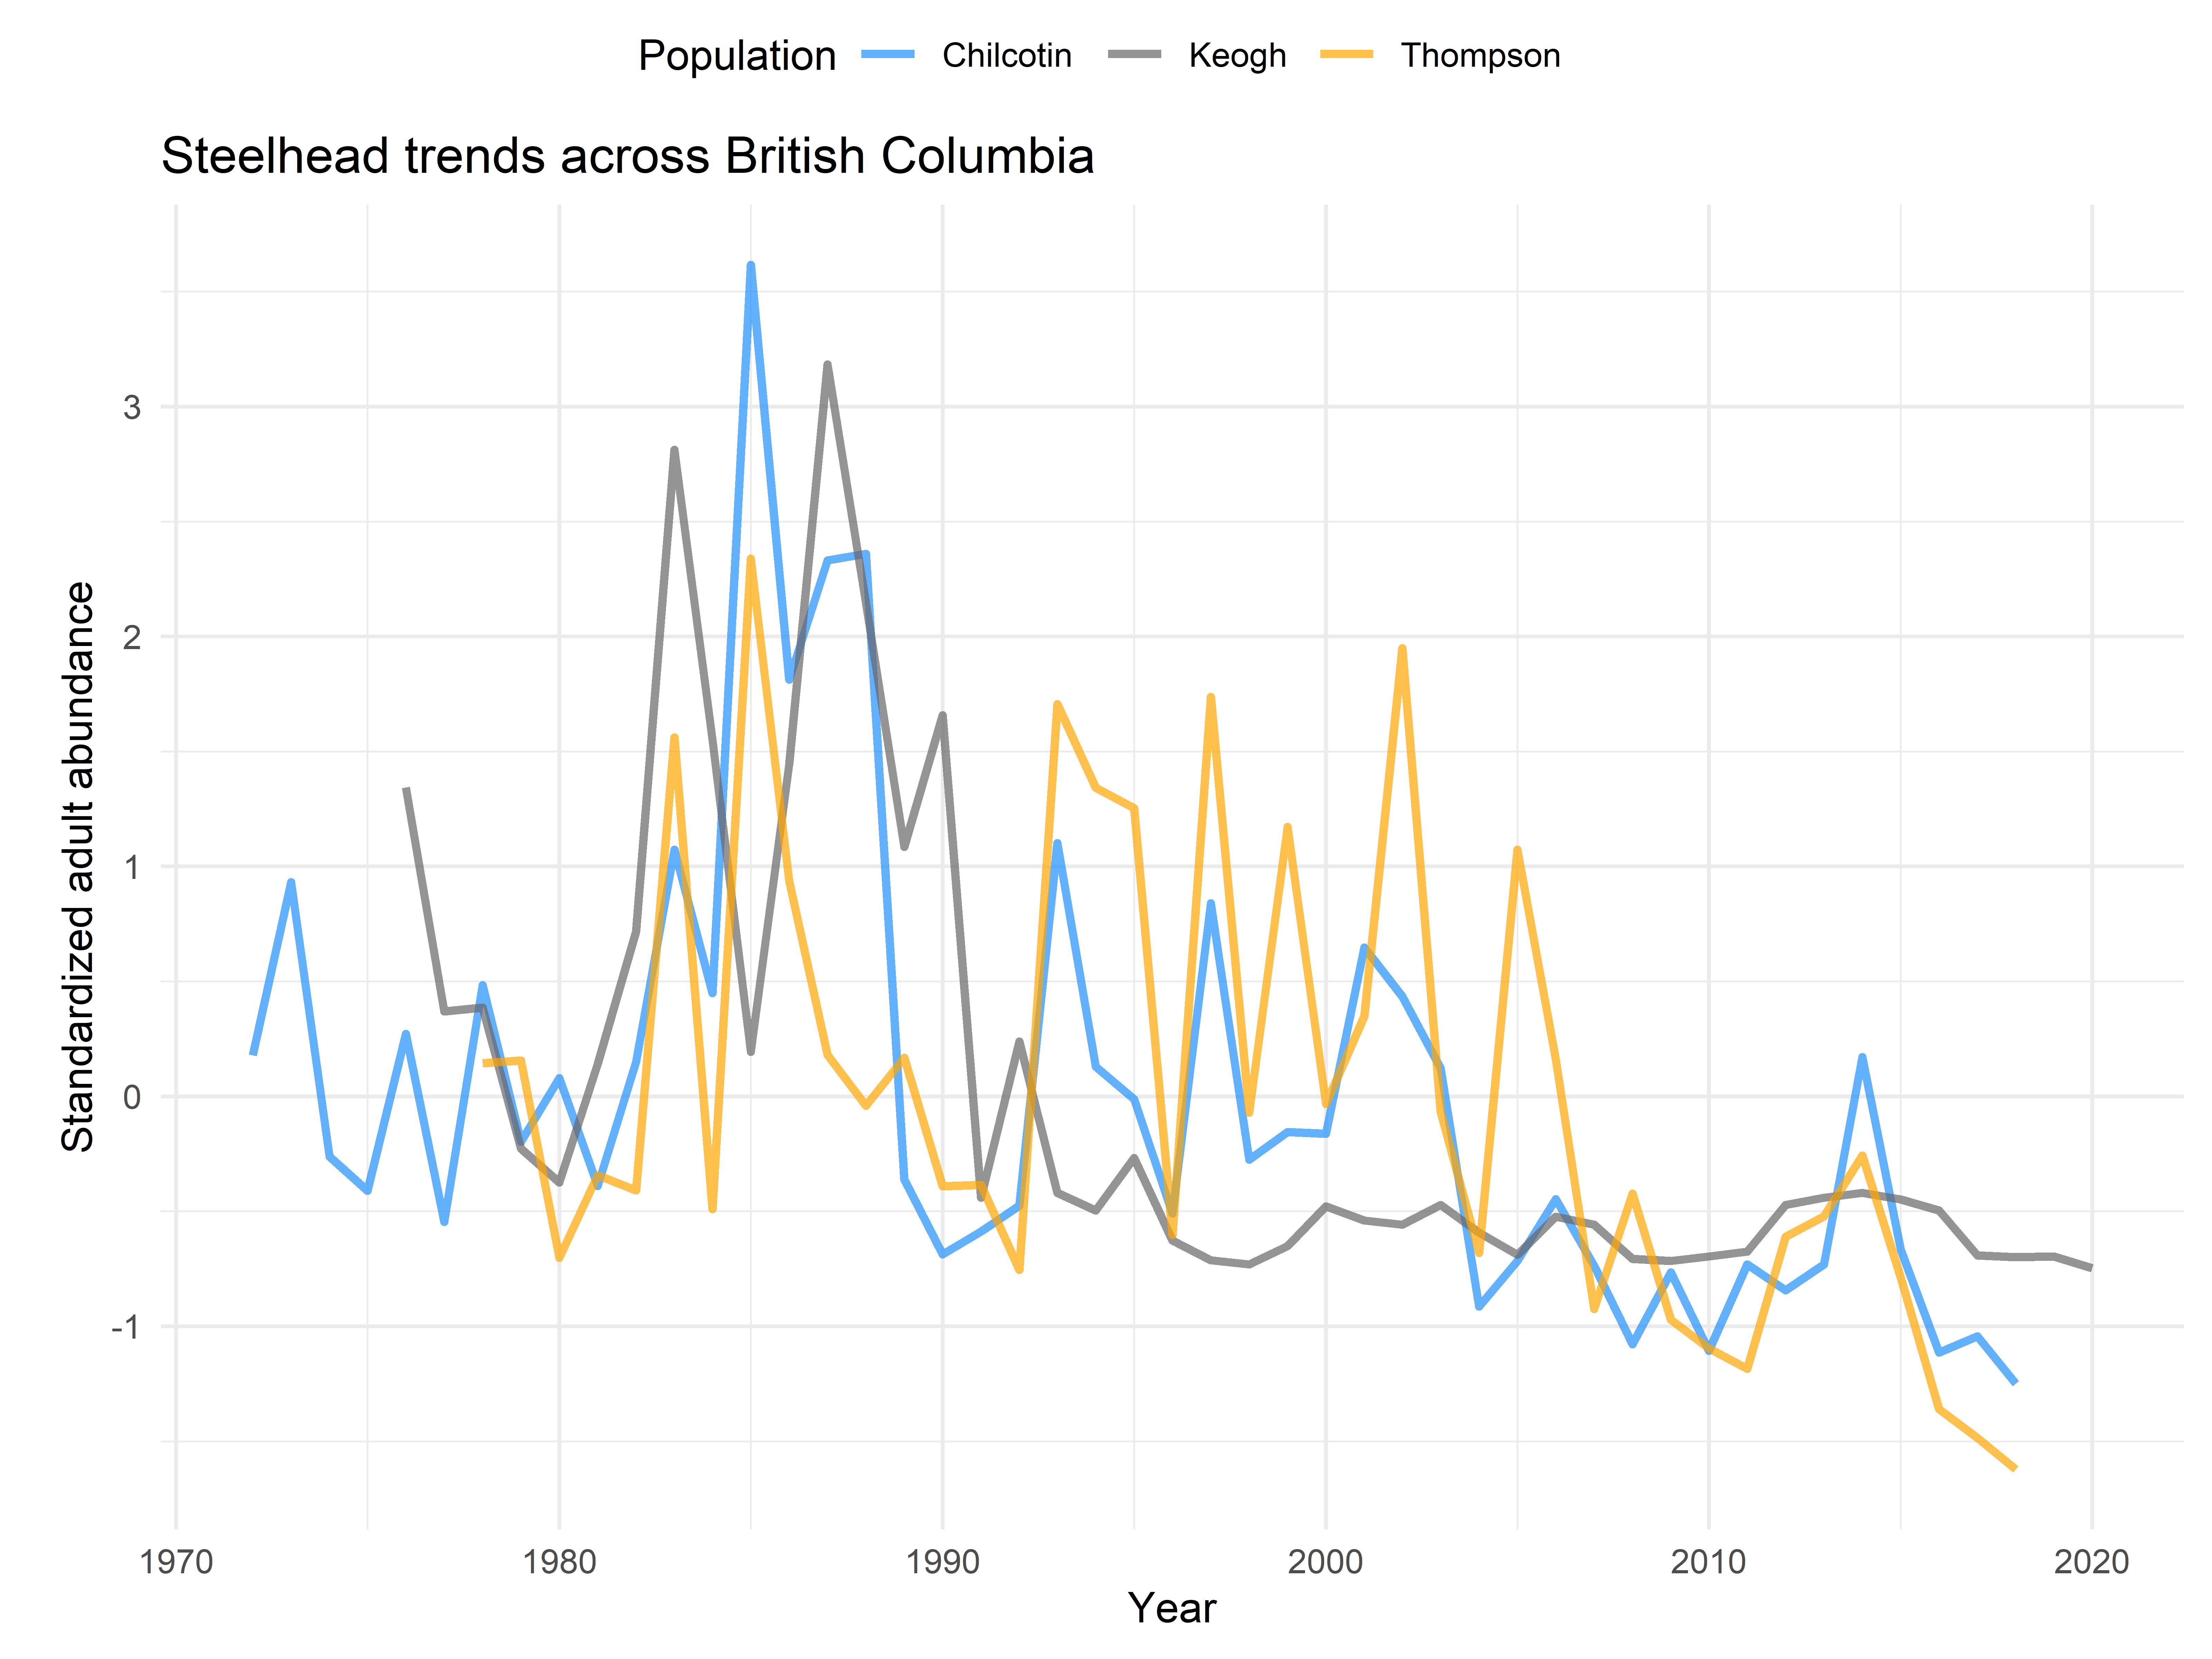 Population Chilcotin Keogh Thompson
Steelhead trends across British Columbia
Standardized adult abundance
3
2
1
0
-1
1970 1980 1990 2000 2010 2020
Year